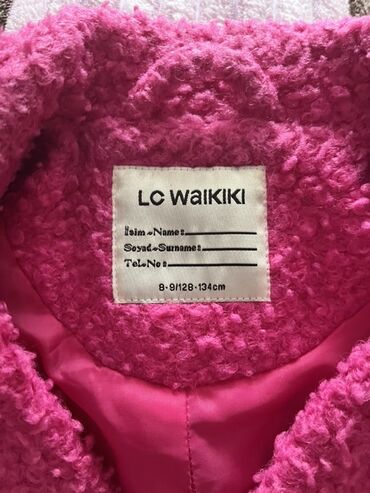 LC WAIKIKI
İsim-Name:
Soyad-Surname:
Tel.No:
8-9/128-134cm